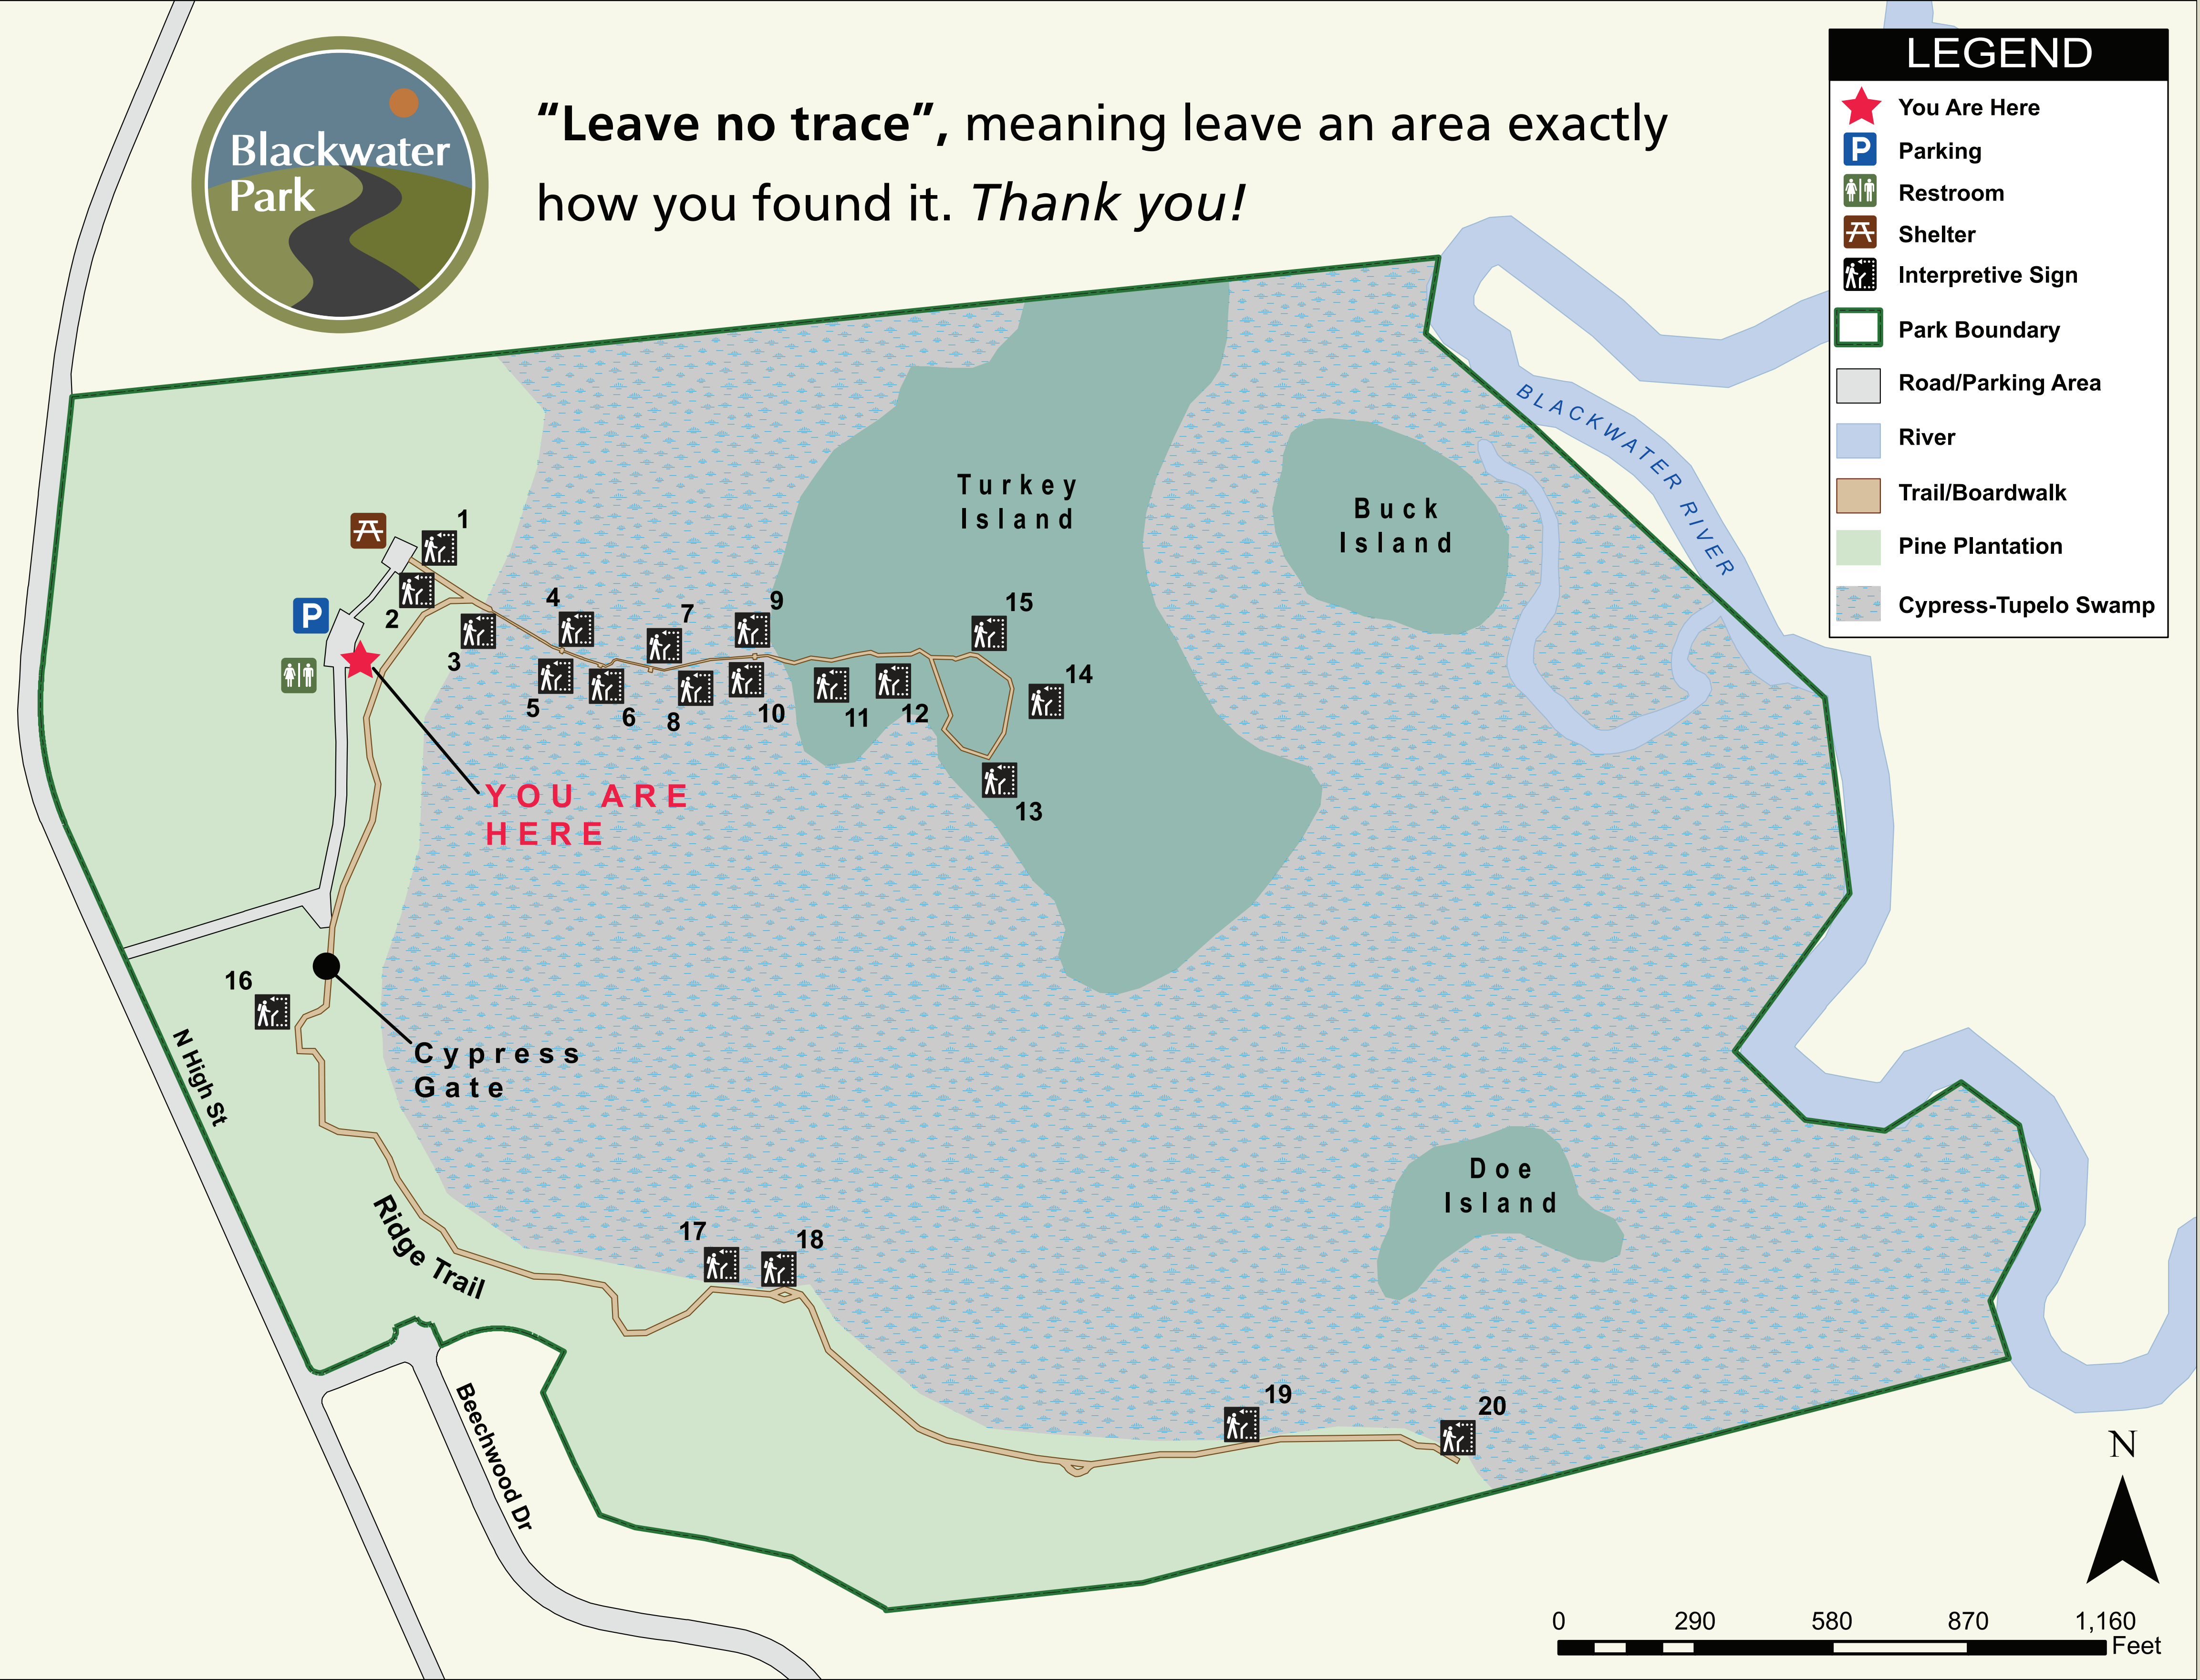 Blackwater
Park
“Leave no trace”, meaning leave an area exactly
how you found it. Thank you!
LEGEND
You Are Here
P
Parking
Restroom
Shelter
Interpretive Sign
Park Boundary
Road/Parking Area
River
Trail/Boardwalk
Pine Plantation
Cypress-Tupelo Swamp
BLACKWATER RIVER
Turkey
Island
Buck
Island
1
2
P
3
4
5
6
7
8
9
10
11
12
15
14
13
YOU ARE
HERE
16
Cypress
Gate
N High St
Ridge Trail
17
18
Doe
Island
19
20
Beechwood Dr
N
0 290 580 870 1,160
Feet